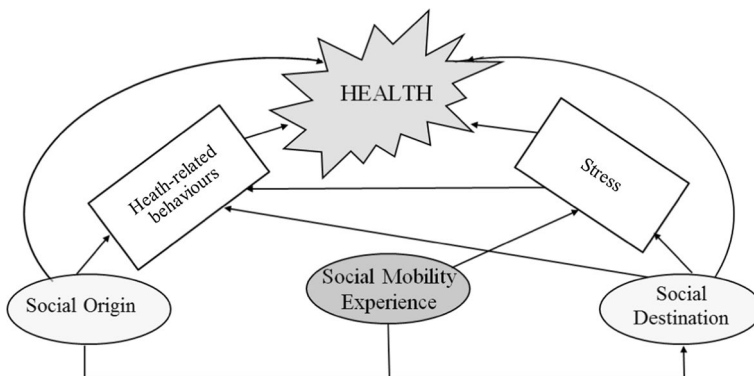 HEALTH
Heath-related
behaviours
Stress
Social Origin
Social Mobility
Experience
Social
Destination